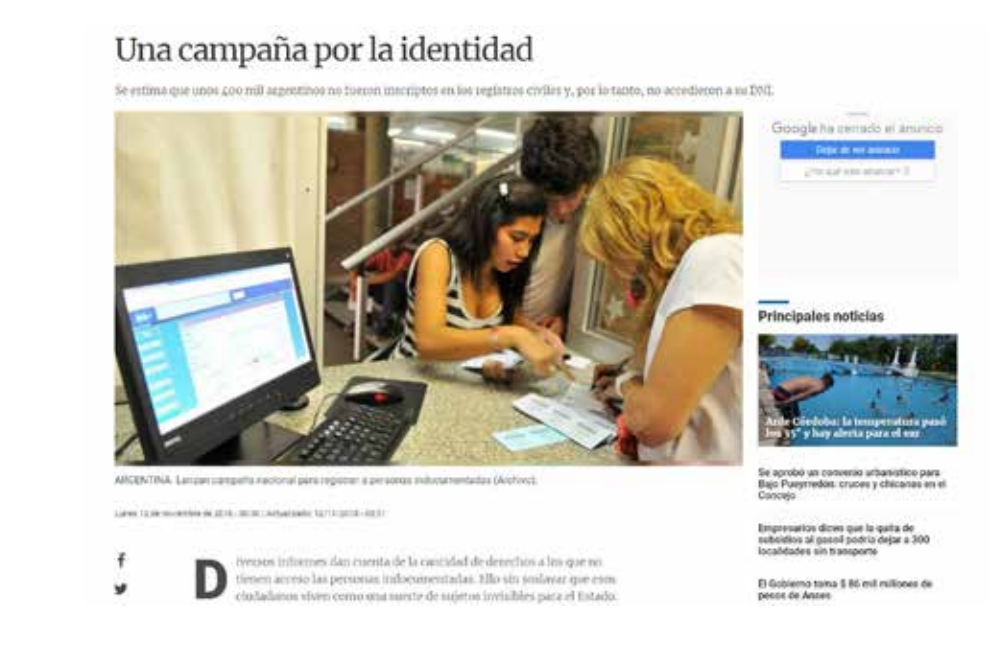 Una campaña por la identidad
Se estima que unos 400 mil argentinos no fueron inscriptos en los registros civiles y, por lo tanto, no accedieron a su DNI.
Google ha cerrado el anuncio
Dejar de ver anuncio
Principales noticias
Arde Córdoba: la temperatura pasó
los 35° y hay alerta para el sur
Se aprobó un convenio urbanístico para
Bajo Pueyrredón: cruces y chicanas en el
Concejo
Empresarios dicen que la quita de
subsidios al gasoil podría dejar a 300
localidades sin transporte
El Gobierno toma $ 86 mil millones de
pesos de Anses
ARGENTINA. Lanzan campaña nacional para registrar a personas indocumentadas (Archivo).
Lunes 12 de noviembre de 2018
Diversos informes dan cuenta de la cantidad de derechos a los que no
tienen acceso las personas indocumentadas. Ello sin soslayar que esos
ciudadanos viven como una suerte de sujetos invisibles para el Estado.